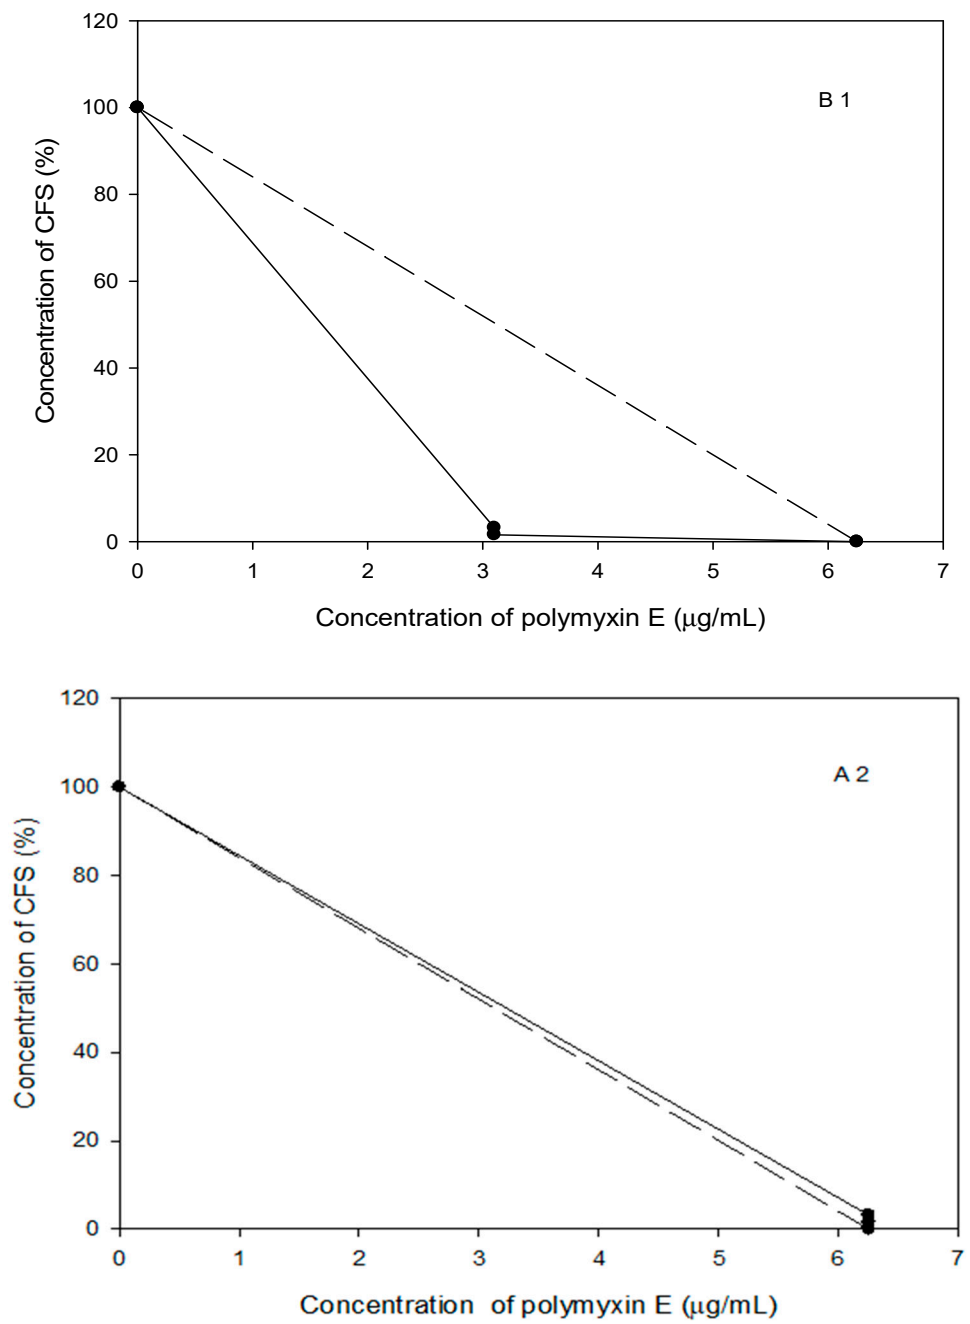 120
B 1
100
80
60
40
20
0
Concentration of CFS (%)
0 1 2 3 4 5 6 7
Concentration of polymyxin E (μg/mL)
120
A 2
100
80
60
40
20
0
Concentration of CFS (%)
0 1 2 3 4 5 6 7
Concentration of polymyxin E (μg/mL)